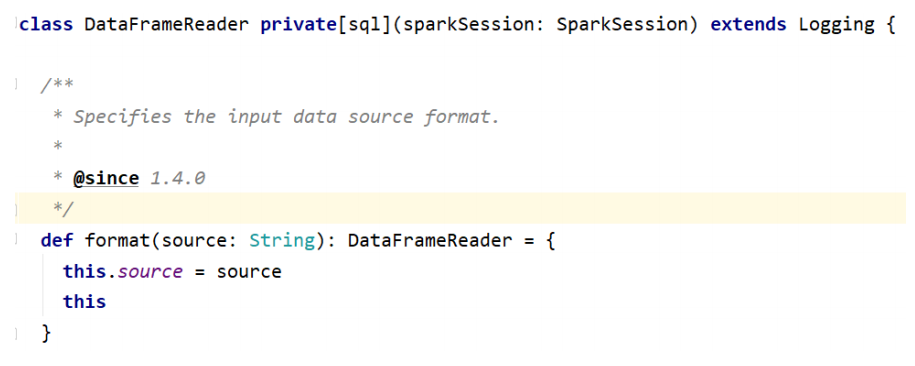 class DataFrameReader private[sql](sparkSession: SparkSession) extends Logging {
/**
* Specifies the input data source format.
*
* @since 1.4.0
*/
def format(source: String): DataFrameReader = {
this.source = source
this
}